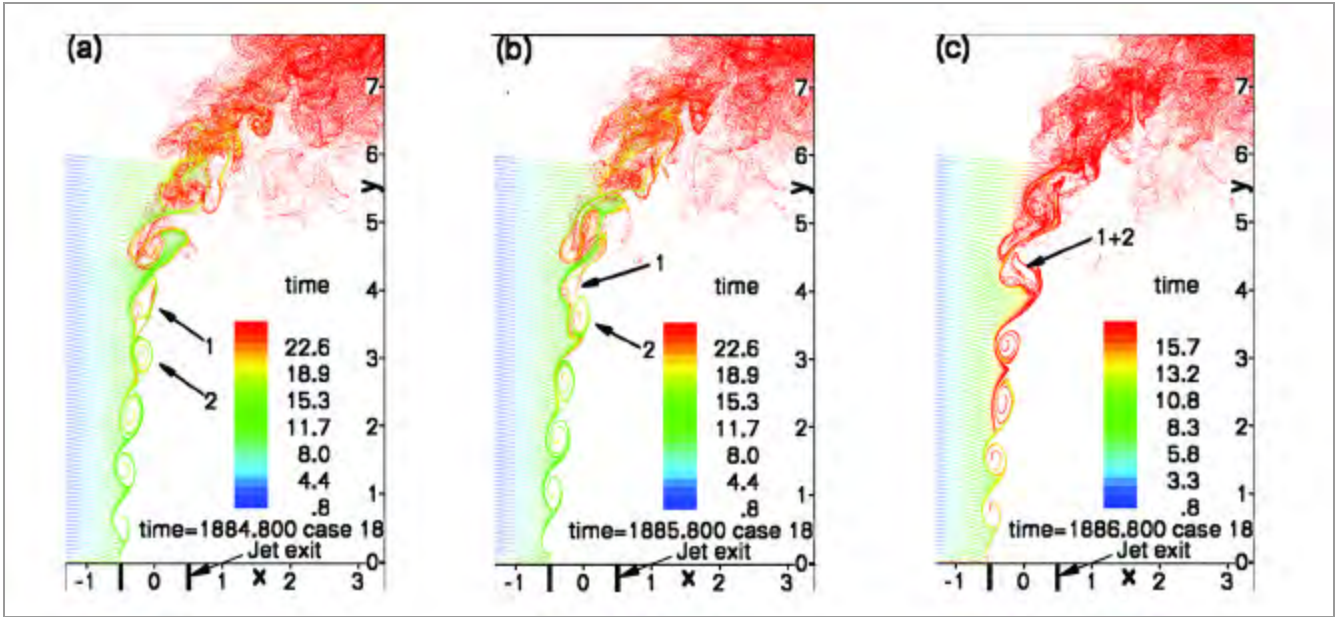 (a)
7
6
y
5
time
4
1
22.6
18.9
3
15.3
2
11.7
2
8.0
4.4
1
.8
time=1884.800 case 18
Jet exit
0
-1 0 1 x 2 3
(b)
7
6
y
5
1
time
4
2
22.6
18.9
3
15.3
11.7
2
8.0
4.4
1
.8
time=1885.800 case 18
Jet exit
0
-1 0 1 x 2 3
(c)
7
6
y
5
1+2
time
4
15.7
13.2
3
10.8
8.3
2
5.8
3.3
1
.8
time=1886.800 case 18
Jet exit
0
-1 0 1 x 2 3